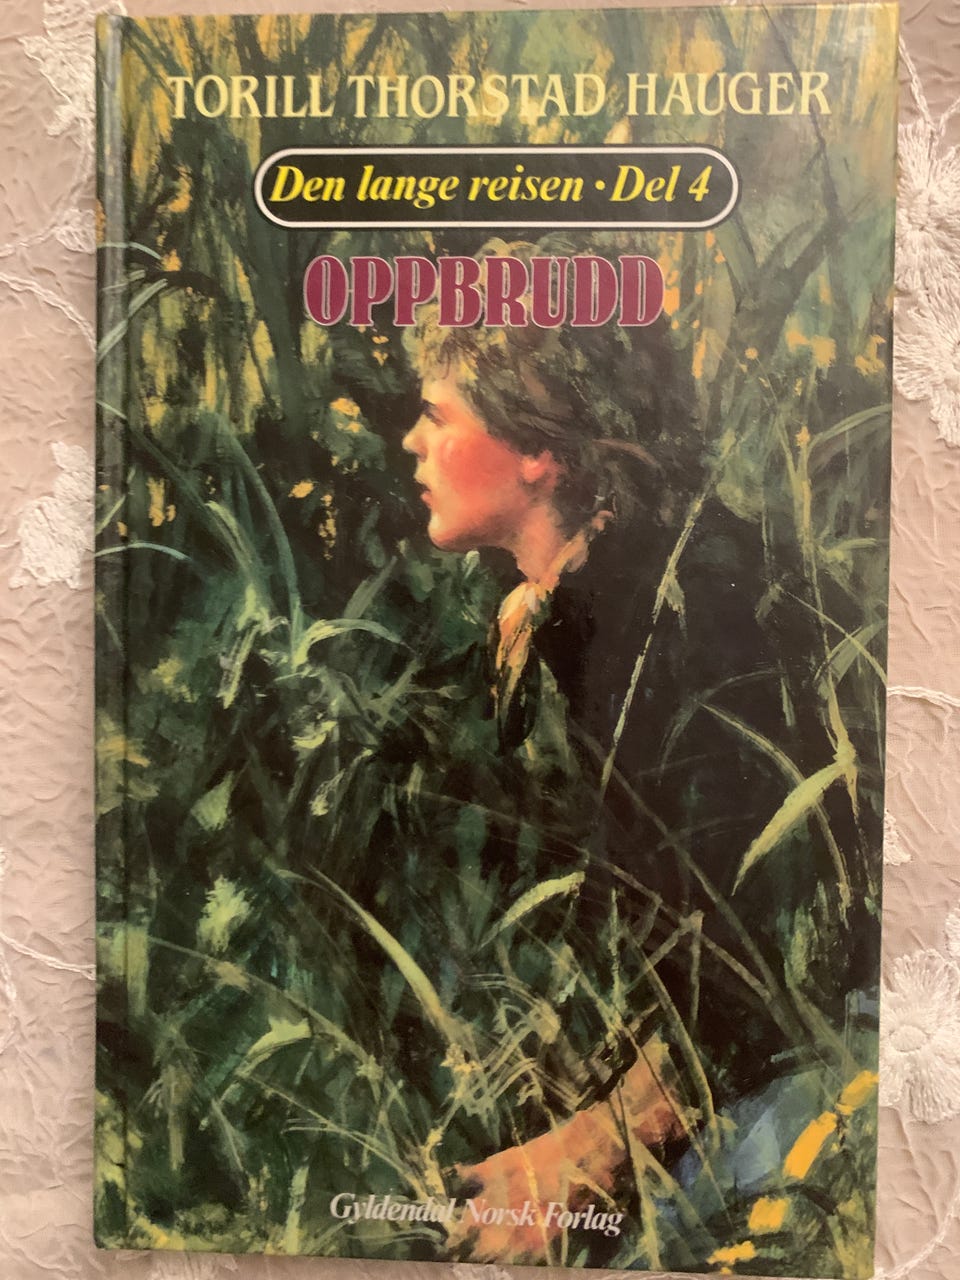 TORILL THORSTAD HAUGER
Den lange reisen • Del 4
OPPBRUDD
Gyldendal Norsk Forlag